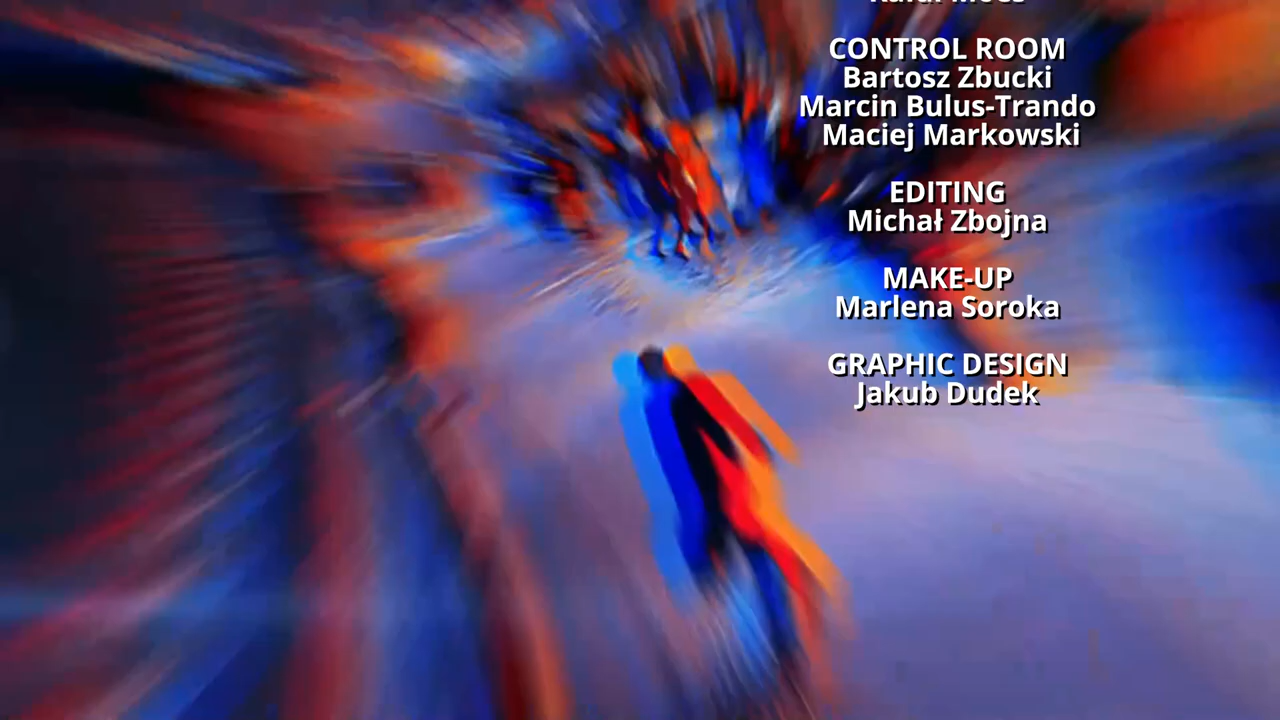 CONTROL ROOM
Bartosz Zbucki
Marcin Bulus-Trando
Maciej Markowski
EDITING
Michał Zbojna
MAKE-UP
Marlena Soroka
GRAPHIC DESIGN
Jakub Dudek